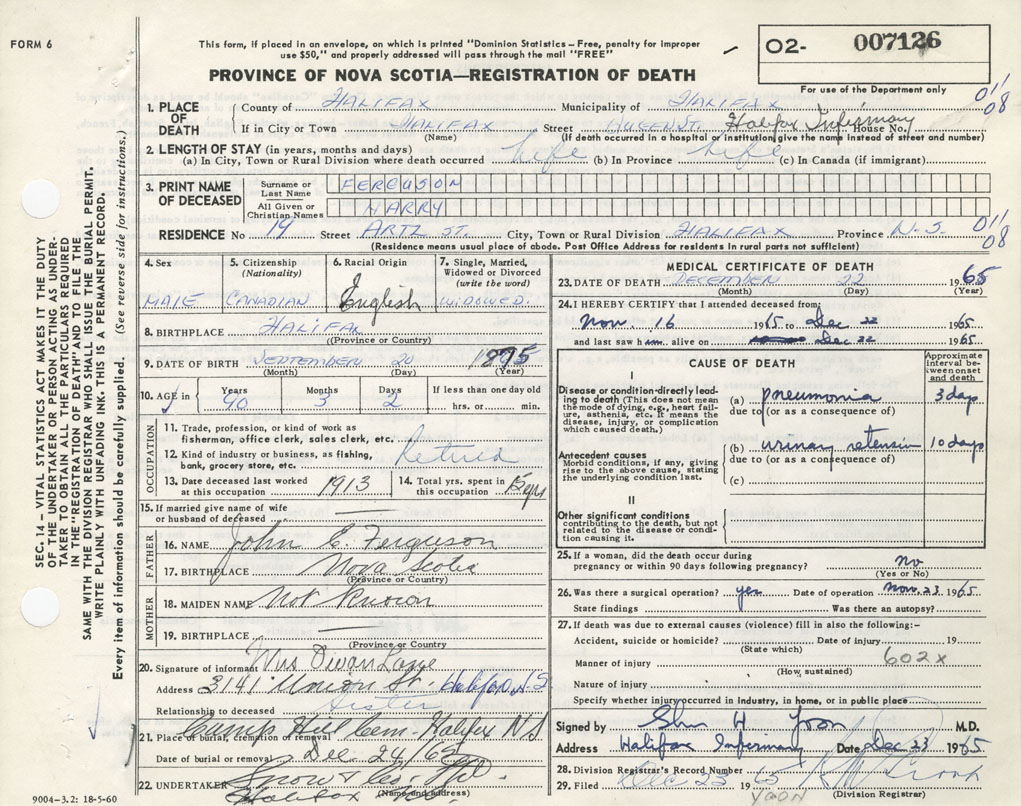 FORM 6
This form, if placed in an envelope, on which is printed "Dominion Statistics – Free, penalty for improper
use $50," and properly addressed will pass through the mail "FREE"
O2- 007126
For use of the Department only
PROVINCE OF NOVA SCOTIA—REGISTRATION OF DEATH
01/08
1. PLACE OF DEATH
County of HALIFAX Municipality of HALIFAX
If in City or Town HALIFAX Street QUEEN ST. Halifax Infirmary House No.
(Name) (If death occurred in hospital or institution, give name instead of street and number)
2. LENGTH OF STAY (in years, months and days)
(a) In City, Town or Rural Division where death occurred Life (b) In Province Life (c) In Canada (if immigrant)
3. PRINT NAME OF DECEASED
Surname or Last Name FERGUSON
All Given or Christian Names HARRY
RESIDENCE No 19 Street ARTZ ST. City, Town or Rural Division HALIFAX Province N.S. 01/08
(Residence means usual place of abode. Post Office Address for residents in rural parts not sufficient)
4. Sex MALE
5. Citizenship (Nationality) CANADIAN
6. Racial Origin English
7. Single, Married, Widowed or Divorced (write the word) WIDOWED.
8. BIRTHPLACE HALIFAX
(Province or Country)
9. DATE OF BIRTH SEPTEMBER 20 1875
(Month) (Day) (Year)
10. AGE in Years 90 Months 3 Days 2 If less than one day old hrs. or min.
OCCUPATION
11. Trade, profession or kind of work as fisherman, office clerk, sales clerk, etc.
12. Kind of industry or business, as fishing, bank, grocery store, etc. Retired
13. Date deceased last worked at this occupation 1913
14. Total yrs. spent in this occupation
15. If married give name of wife or husband of deceased —
FATHER
16. NAME John E. Ferguson
17. BIRTHPLACE Nova Scotia
(Province or Country)
MOTHER
18. MAIDEN NAME Not Known
19. BIRTHPLACE —
(Province or Country)
20. Signature of informant Mrs
Address 3141 Union St. Halifax N.S.
Relationship to deceased Sister
21. Place of burial, cremation or removal Camp Hill Cem. Halifax NS
Date of burial or removal Dec 24/65
22. UNDERTAKER Snow & Co. Ltd.
Halifax
(Name and address)
9004-3.2: 18-5-60
MEDICAL CERTIFICATE OF DEATH
23. DATE OF DEATH DECEMBER 22 1965
(Month) (Day) (Year)
24. I HEREBY CERTIFY that I attended deceased from:
Nov. 16 1965 to Dec 22 1965
and last saw him alive on Dec 22 1965
CAUSE OF DEATH
Approximate interval between onset and death
I
Disease or condition directly leading to death (This does not mean the mode of dying, e.g., heart failure, asthenia, etc. It means the disease, injury, or complication which caused death.)
(a) pneumonia 3 days
due to (or as a consequence of)
Antecedent causes
Morbid conditions, if any, giving rise to the above cause, stating the underlying condition last.
(b) urinary retension 10 days
due to (or as a consequence of)
(c)
II
Other significant conditions
contributing to the death, but not related to the disease or condition causing it.
25. If a woman, did the death occur during pregnancy or within 90 days following pregnancy? no
(Yes or No)
26. Was there a surgical operation? yes Date of operation Nov. 23 1965
State findings Was there an autopsy?
27. If death was due to external causes (violence) fill in also the following:-
Accident, suicide or homicide? Date of injury 19
(State which)
602x
Manner of injury
(How, sustained)
Nature of injury
Specify whether injury occurred in industry, in home, or in public place
Signed by M.D.
Address Halifax Infirmary Date Dec 23 1965
28. Division Registrar's Record Number
29. Filed Dec 23 1965
(Division Registrar)
SEC. 14 – VITAL STATISTICS ACT MAKES IT THE DUTY
OF THE UNDERTAKER OR PERSON ACTING AS UNDER-
TAKER TO OBTAIN ALL THE PARTICULARS REQUIRED
IN THE "REGISTRATION OF DEATH" AND TO FILE THE
SAME WITH THE DIVISION REGISTRAR WHO SHALL ISSUE THE BURIAL PERMIT.
WRITE PLAINLY WITH UNFADING INK. THIS IS A PERMANENT RECORD.
Every item of information should be carefully supplied. (See reverse side for instructions.)